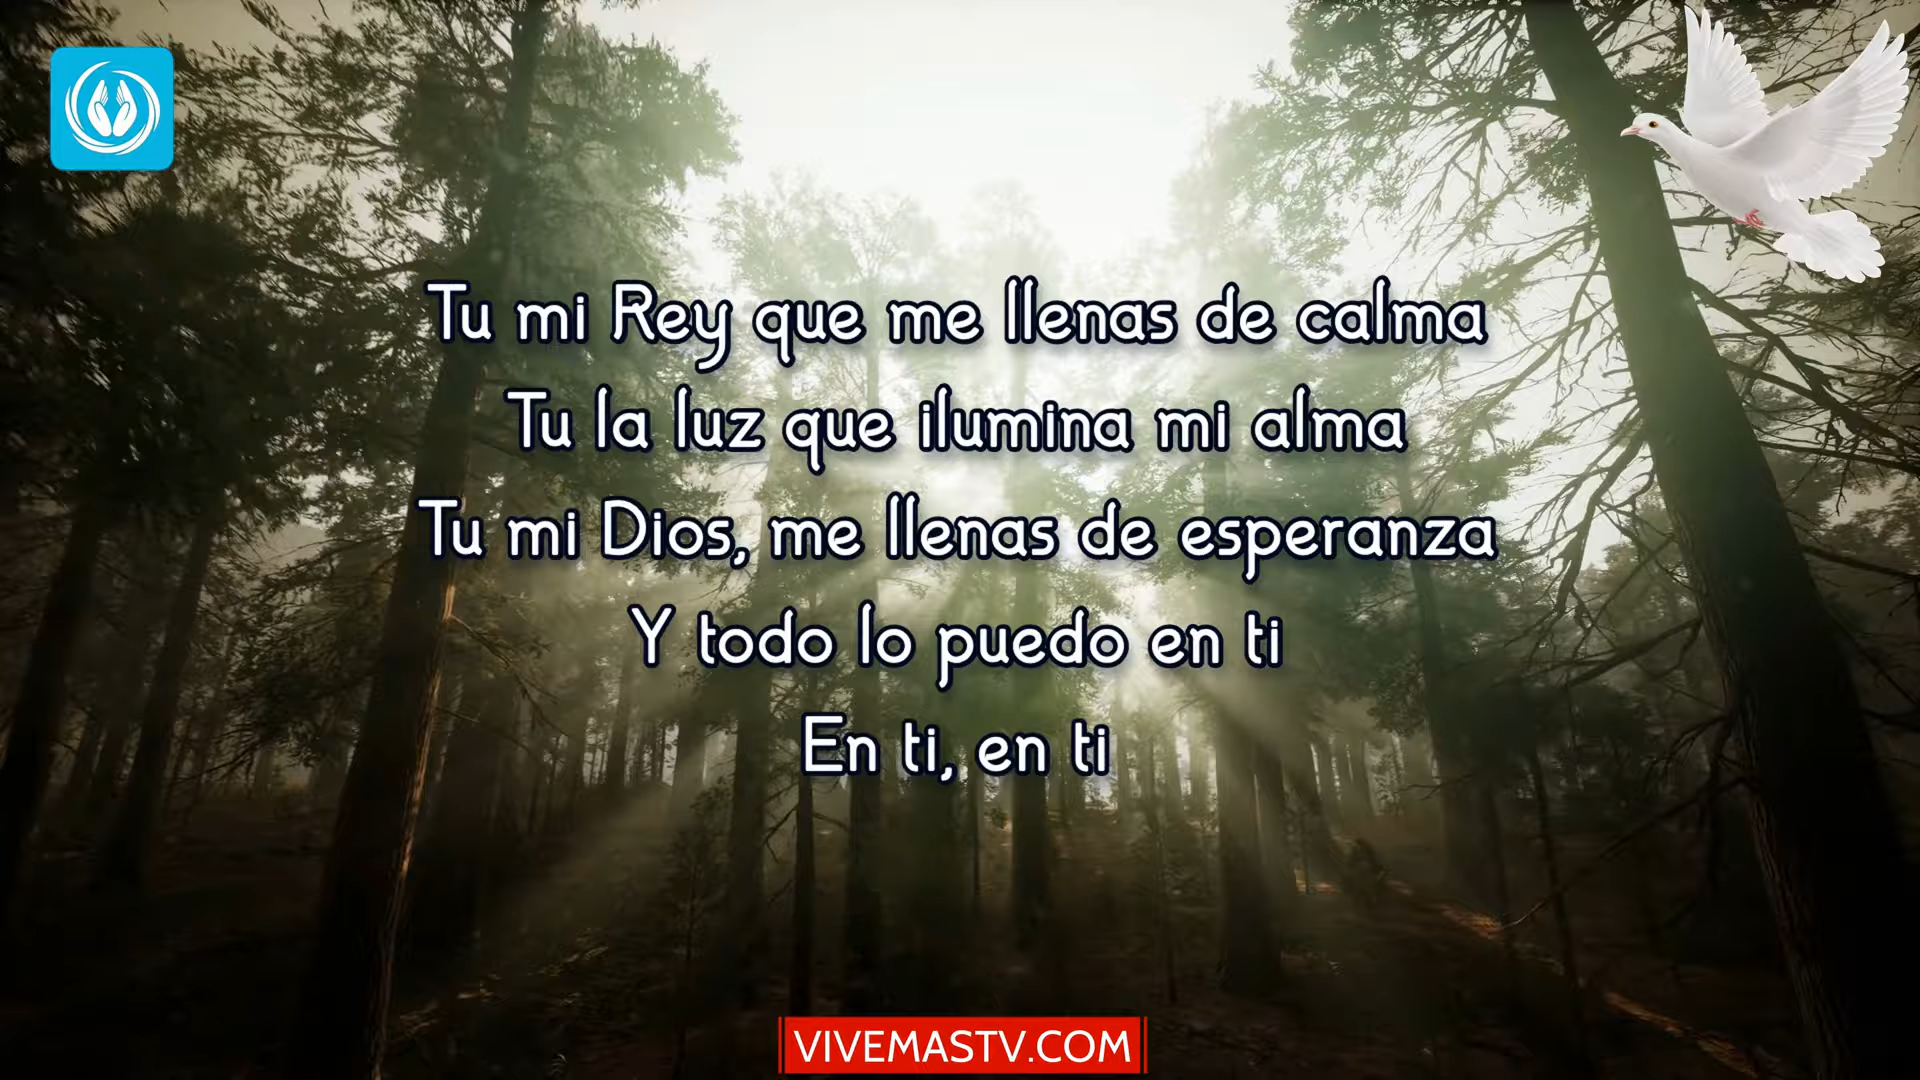 Tu mi Rey que me llenas de calma
Tu la luz que ilumina mi alma
Tu mi Dios, me llenas de esperanza
Y todo lo puedo en ti
En ti, en ti
VIVEMASTV.COM